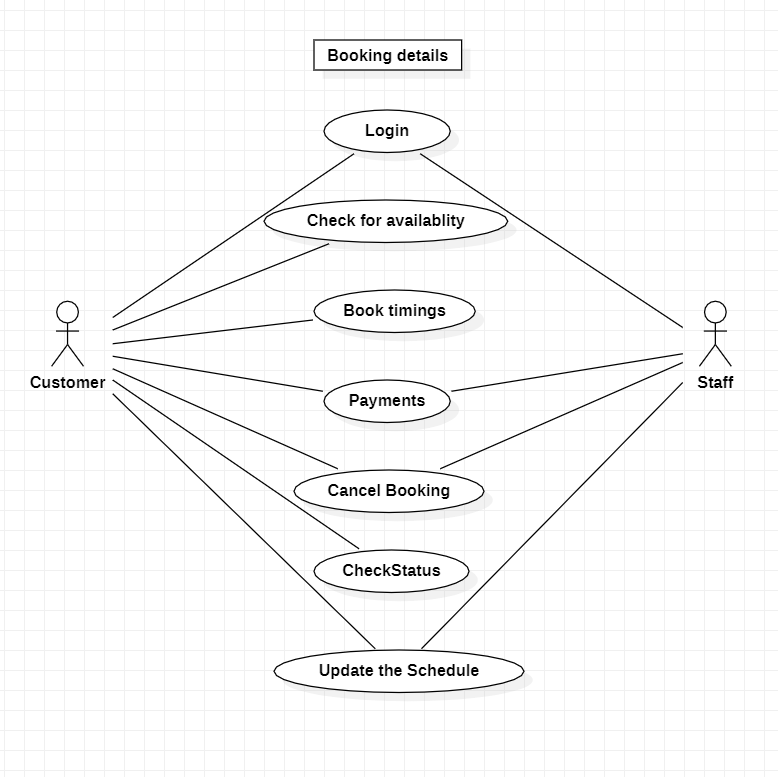 Booking details
Login
Check for availablity
Book timings
Customer
Staff
Payments
Cancel Booking
CheckStatus
Update the Schedule